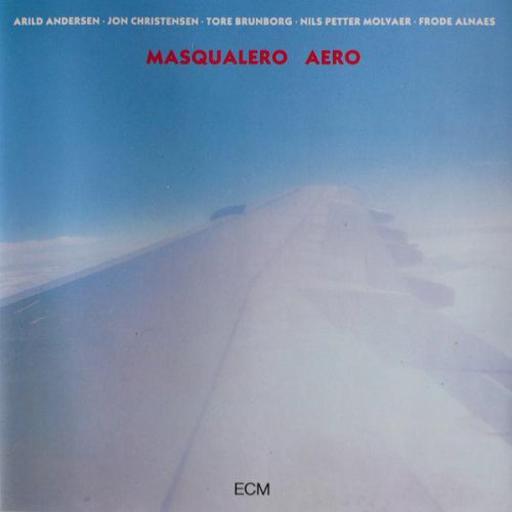 ARILD ANDERSEN · JON CHRISTENSEN · TORE BRUNBORG · NILS PETTER MOLVAER · FRODE ALNAES
MASQUALERO AERO
ECM